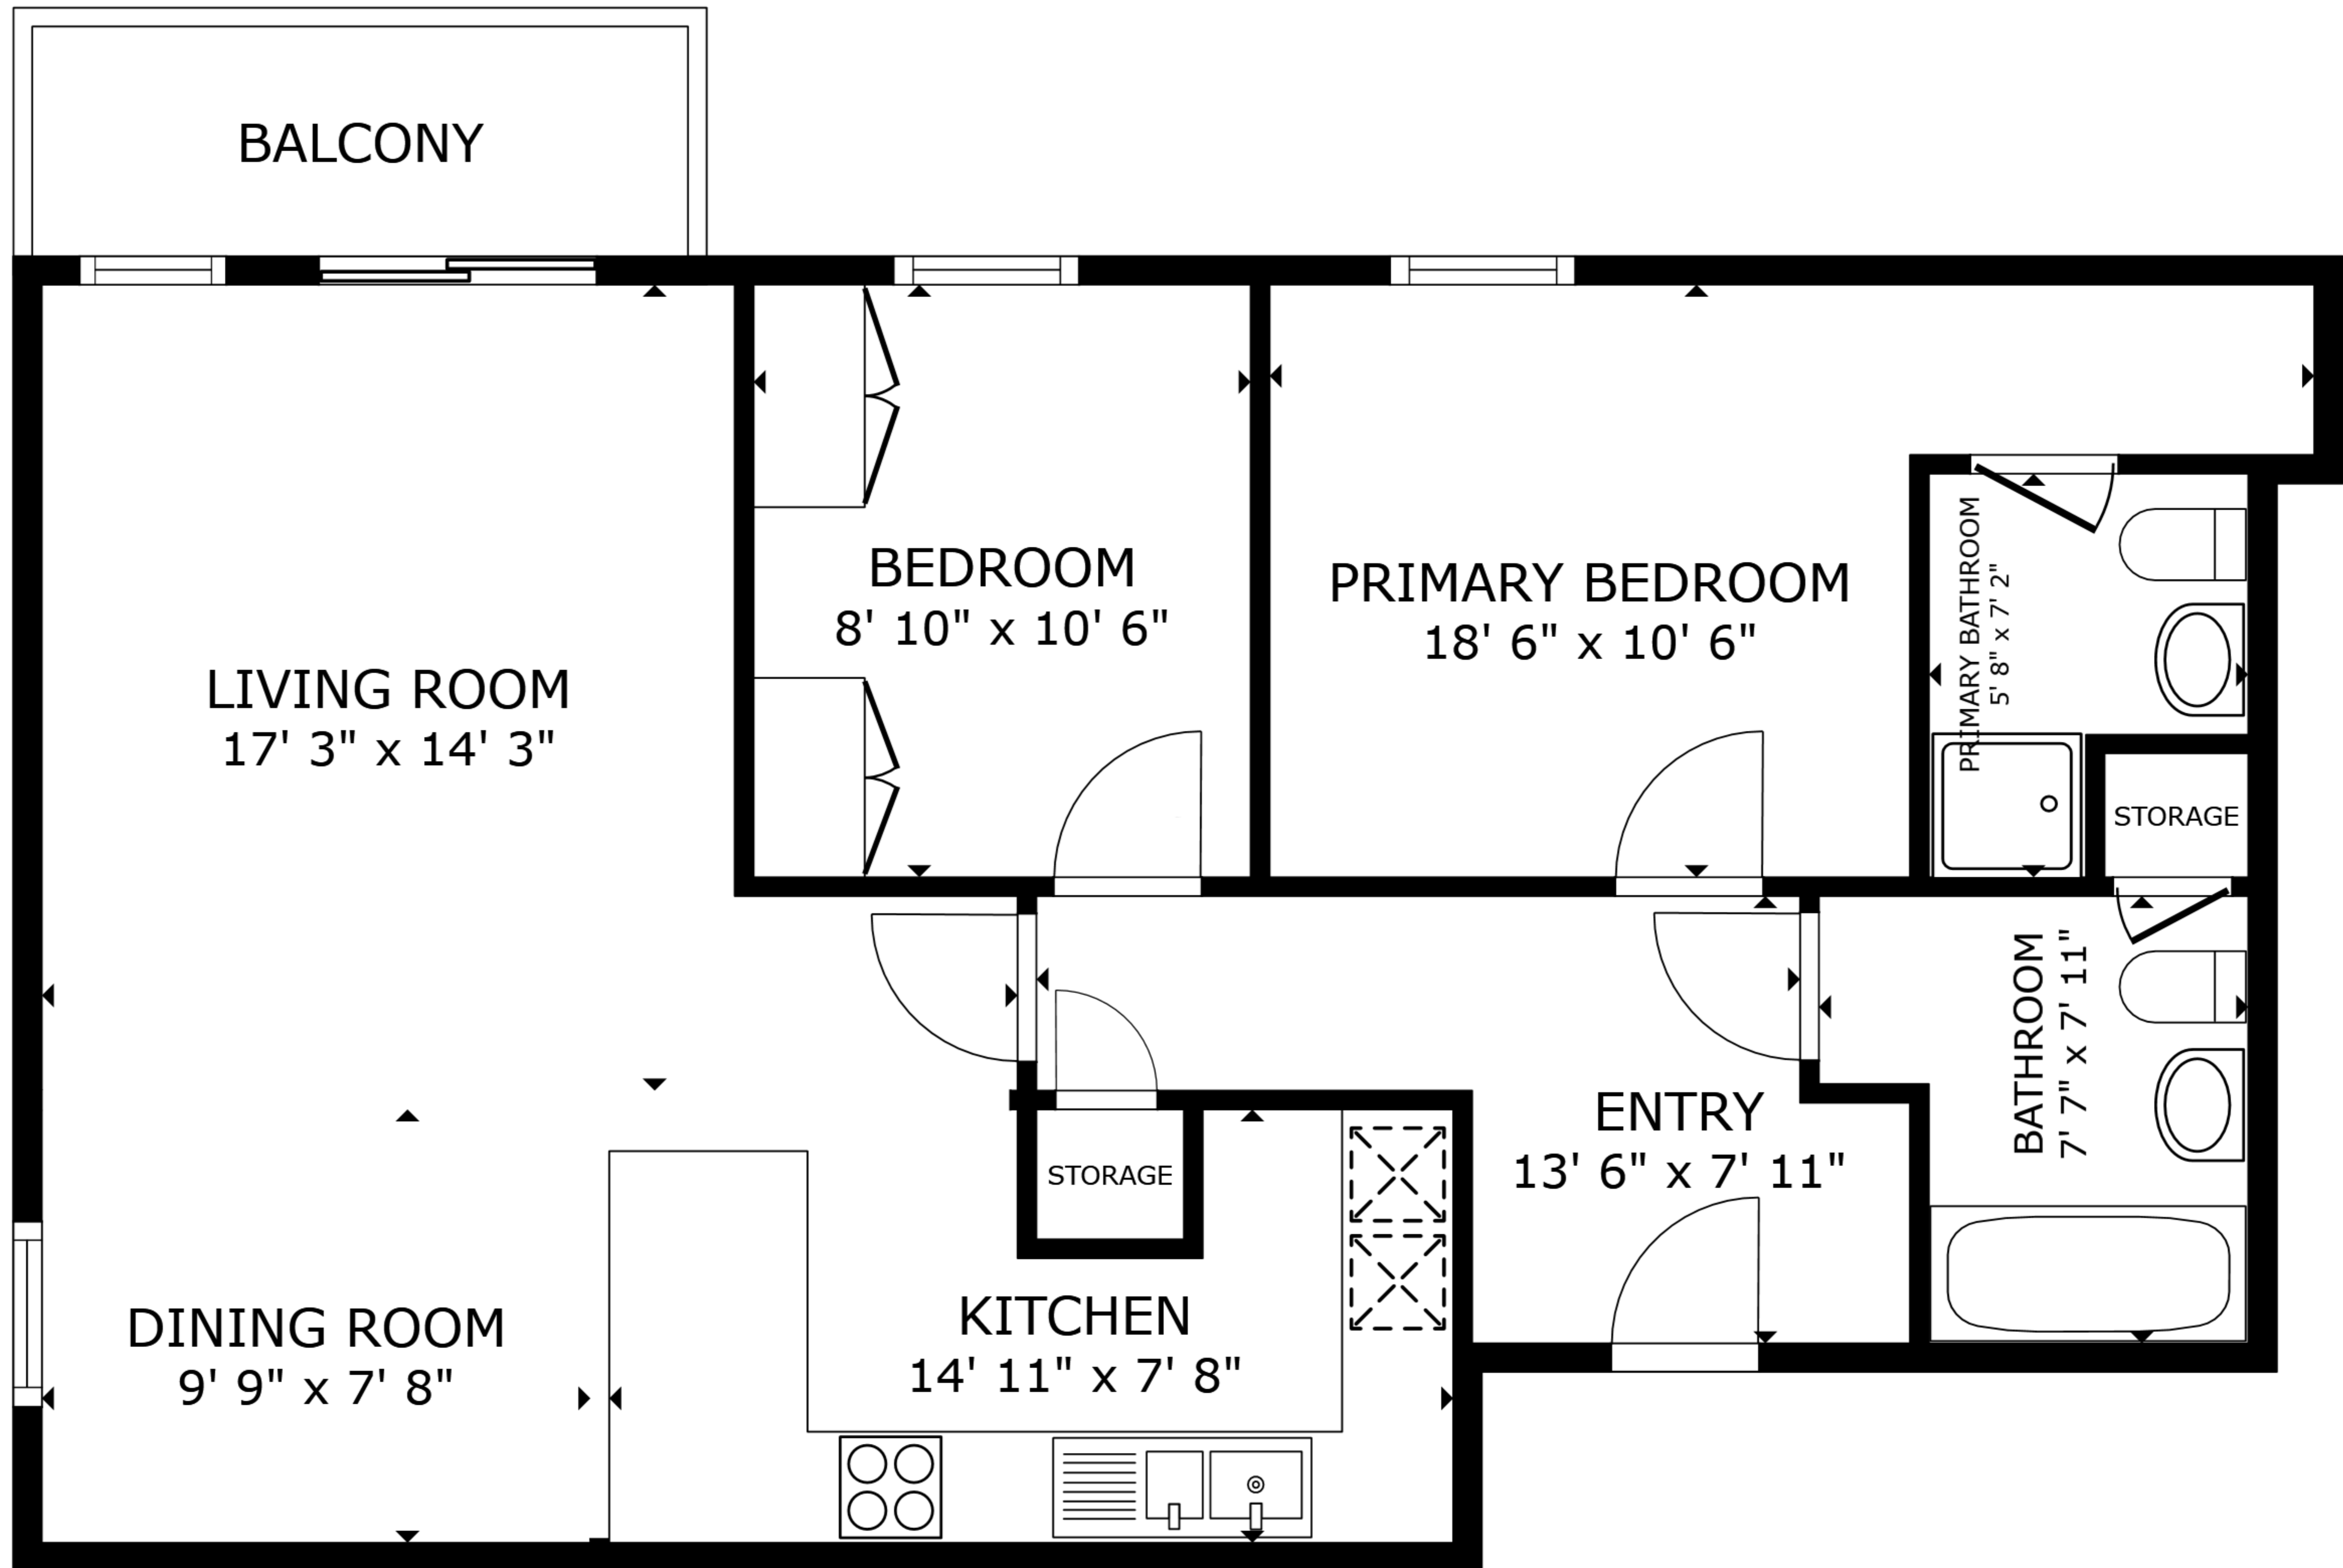 BALCONY
BEDROOM
8' 10" x 10' 6"
PRIMARY BEDROOM
18' 6" x 10' 6"
PRIMARY BATHROOM
5' 8" x 7' 2"
LIVING ROOM
17' 3" x 14' 3"
STORAGE
BATHROOM
7' 7" x 7' 11"
ENTRY
13' 6" x 7' 11"
STORAGE
KITCHEN
14' 11" x 7' 8"
DINING ROOM
9' 9" x 7' 8"